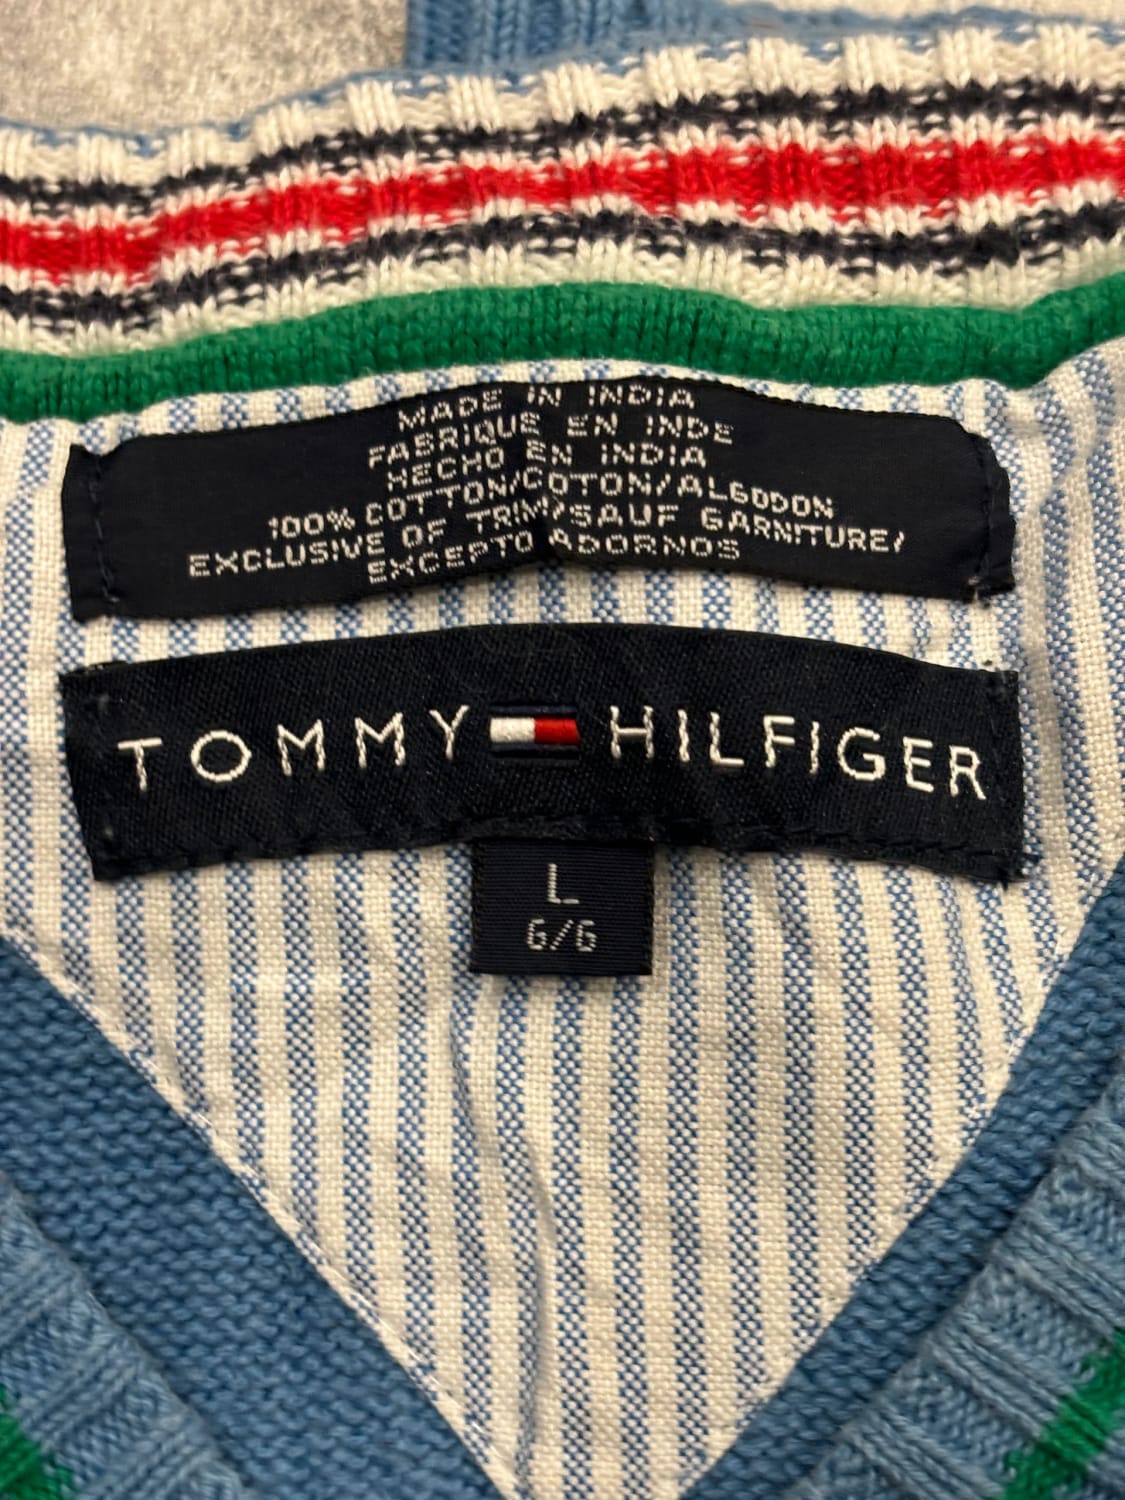 MADE IN INDIA
FABRIQUE EN INDE
HECHO EN INDIA
100% COTTON/COTON/ALGODON
EXCLUSIVE OF TRIM/SAUF GARNITURE/
EXCEPTO ADORNOS
TOMMY HILFIGER
L
G/G